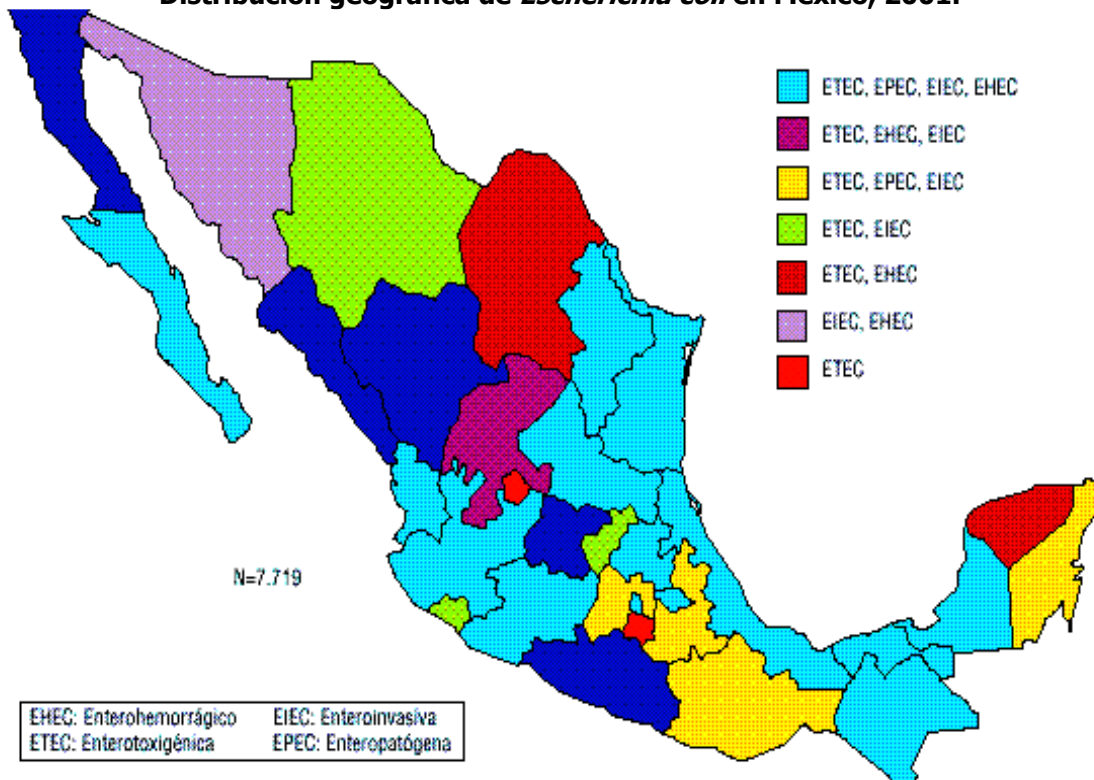 Distribución geográfica de Escherichia coli en México, 2001.
ETEC, EPEC, EIEC, EHEC
ETEC, EHEC, EIEC
ETEC, EPEC, EIEC
ETEC, EIEC
ETEC, EHEC
EIEC, EHEC
ETEC
N=7.719
EHEC: Enterohemorrágico EIEC: Enteroinvasiva
ETEC: Enterotoxigénica EPEC: Enteropatógena